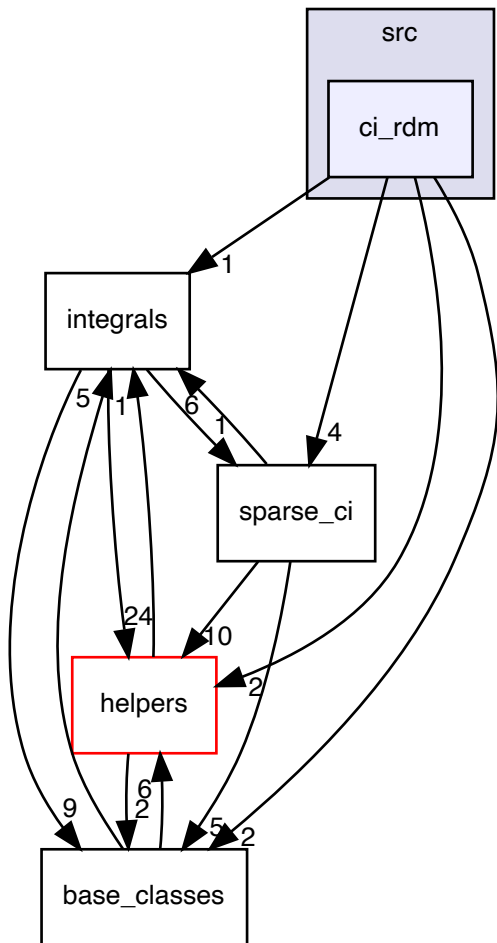 src
ci_rdm
1
integrals
5
1
6
1
4
sparse_ci
24
10
helpers
2
6
2
9
5
2
base_classes